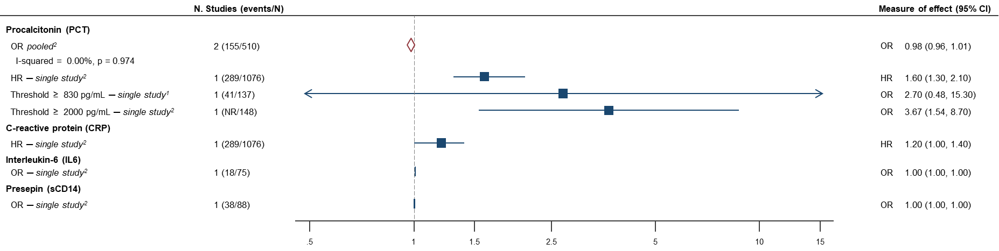 N. Studies (events/N) Measure of effect (95% CI)
Procalcitonin (PCT)
OR pooled² 2 (155/510) OR 0.98 (0.96, 1.01)
I-squared = 0.00%, p = 0.974
HR – single study² 1 (289/1076) HR 1.60 (1.30, 2.10)
Threshold ≥ 830 pg/mL – single study¹ 1 (41/137) OR 2.70 (0.48, 15.30)
Threshold ≥ 2000 pg/mL – single study² 1 (NR/148) OR 3.67 (1.54, 8.70)
C-reactive protein (CRP)
HR – single study² 1 (289/1076) HR 1.20 (1.00, 1.40)
Interleukin-6 (IL6)
OR – single study² 1 (18/75) OR 1.00 (1.00, 1.00)
Presepin (sCD14)
OR – single study² 1 (38/88) OR 1.00 (1.00, 1.00)
.5 1 1.5 2.5 5 10 15